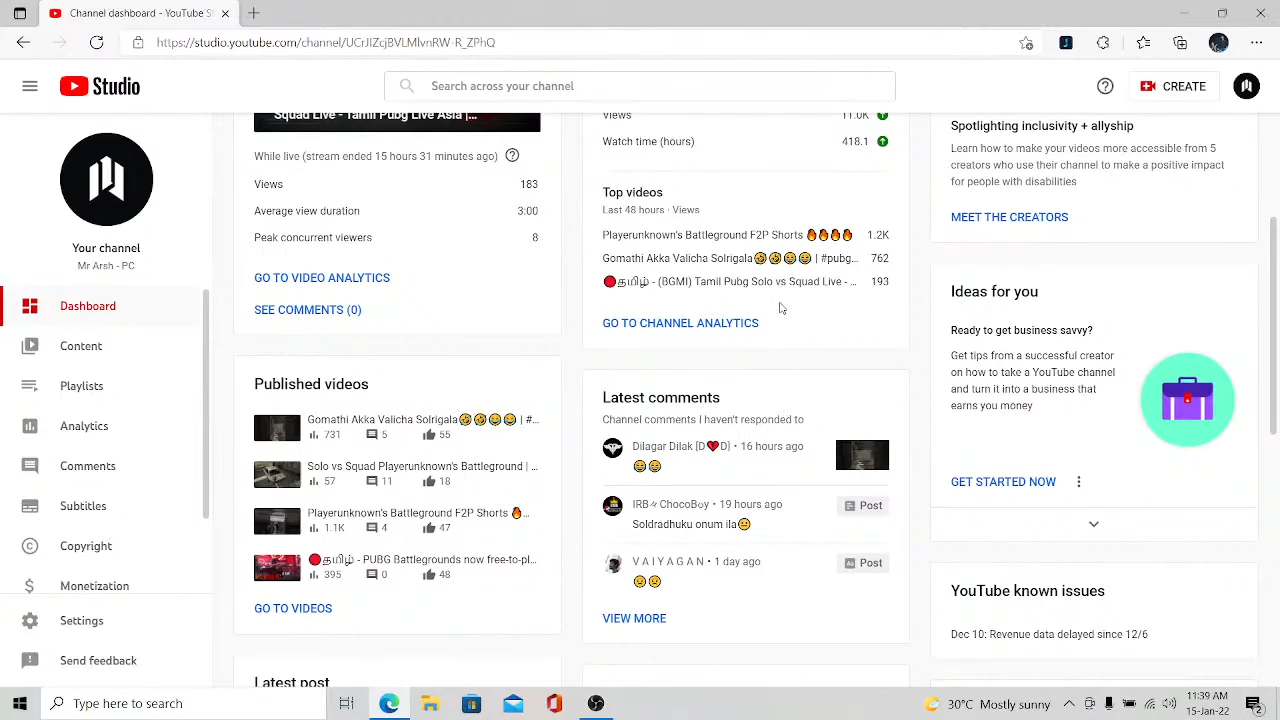 Dashboard - YouTube S
https://studio.youtube.com/channel/UCrIIZcjBVLMlvnRW-R_ZPhQ
Studio
Search across your channel
CREATE
Your channel
Mr Arsh - PC
Dashboard
Content
Playlists
Analytics
Comments
Subtitles
Copyright
Monetization
Settings
Send feedback
Squad Live - Tamil Pubg Live Asia |...
While live (stream ended 15 hours 31 minutes ago)
Views 183
Average view duration 3:00
Peak concurrent viewers 8
GO TO VIDEO ANALYTICS
SEE COMMENTS (0)
Published videos
Gomathi Akka Valicha Solrigala🤣🤣😂😂 | #...
731 5 55
Solo vs Squad Playerunknown's Battleground | ...
57 11 18
Playerunknown's Battleground F2P Shorts 🔥...
1.1K 4 47
🔴தமிழ் - PUBG Battlegrounds now free-to-pl...
395 0 48
GO TO VIDEOS
Latest post
Views 11.0K
Watch time (hours) 418.1
Top videos
Last 48 hours · Views
Playerunknown's Battleground F2P Shorts 🔥🔥🔥🔥 1.2K
Gomathi Akka Valicha Solrigala🤣🤣😂😂 | #pubg... 762
🔴தமிழ் - (BGMI) Tamil Pubg Solo vs Squad Live - ... 193
GO TO CHANNEL ANALYTICS
Latest comments
Channel comments I haven't responded to
Dilagar Dilak [D❤D] • 16 hours ago
😄😄
IRB々ChocoBoy • 19 hours ago
Soldradhuku onum ila😐 Post
V A I Y A G A N • 1 day ago
Post
VIEW MORE
Spotlighting inclusivity + allyship
Learn how to make your videos more accessible from 5
creators who use their channel to make a positive impact
for people with disabilities
MEET THE CREATORS
Ideas for you
Ready to get business savvy?
Get tips from a successful creator
on how to take a YouTube channel
and turn it into a business that
earns you money
GET STARTED NOW
YouTube known issues
Dec 10: Revenue data delayed since 12/6
Type here to search
30°C Mostly sunny
11:39 AM
15-Jan-22
2